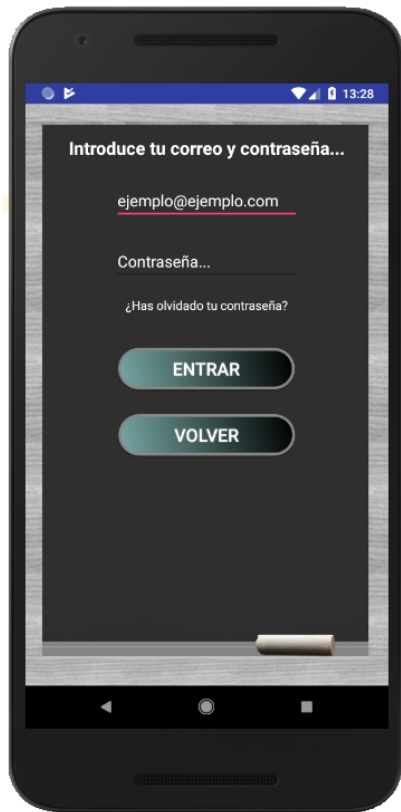 13:28
Introduce tu correo y contraseña...
ejemplo@ejemplo.com
Contraseña...
¿Has olvidado tu contraseña?
ENTRAR
VOLVER